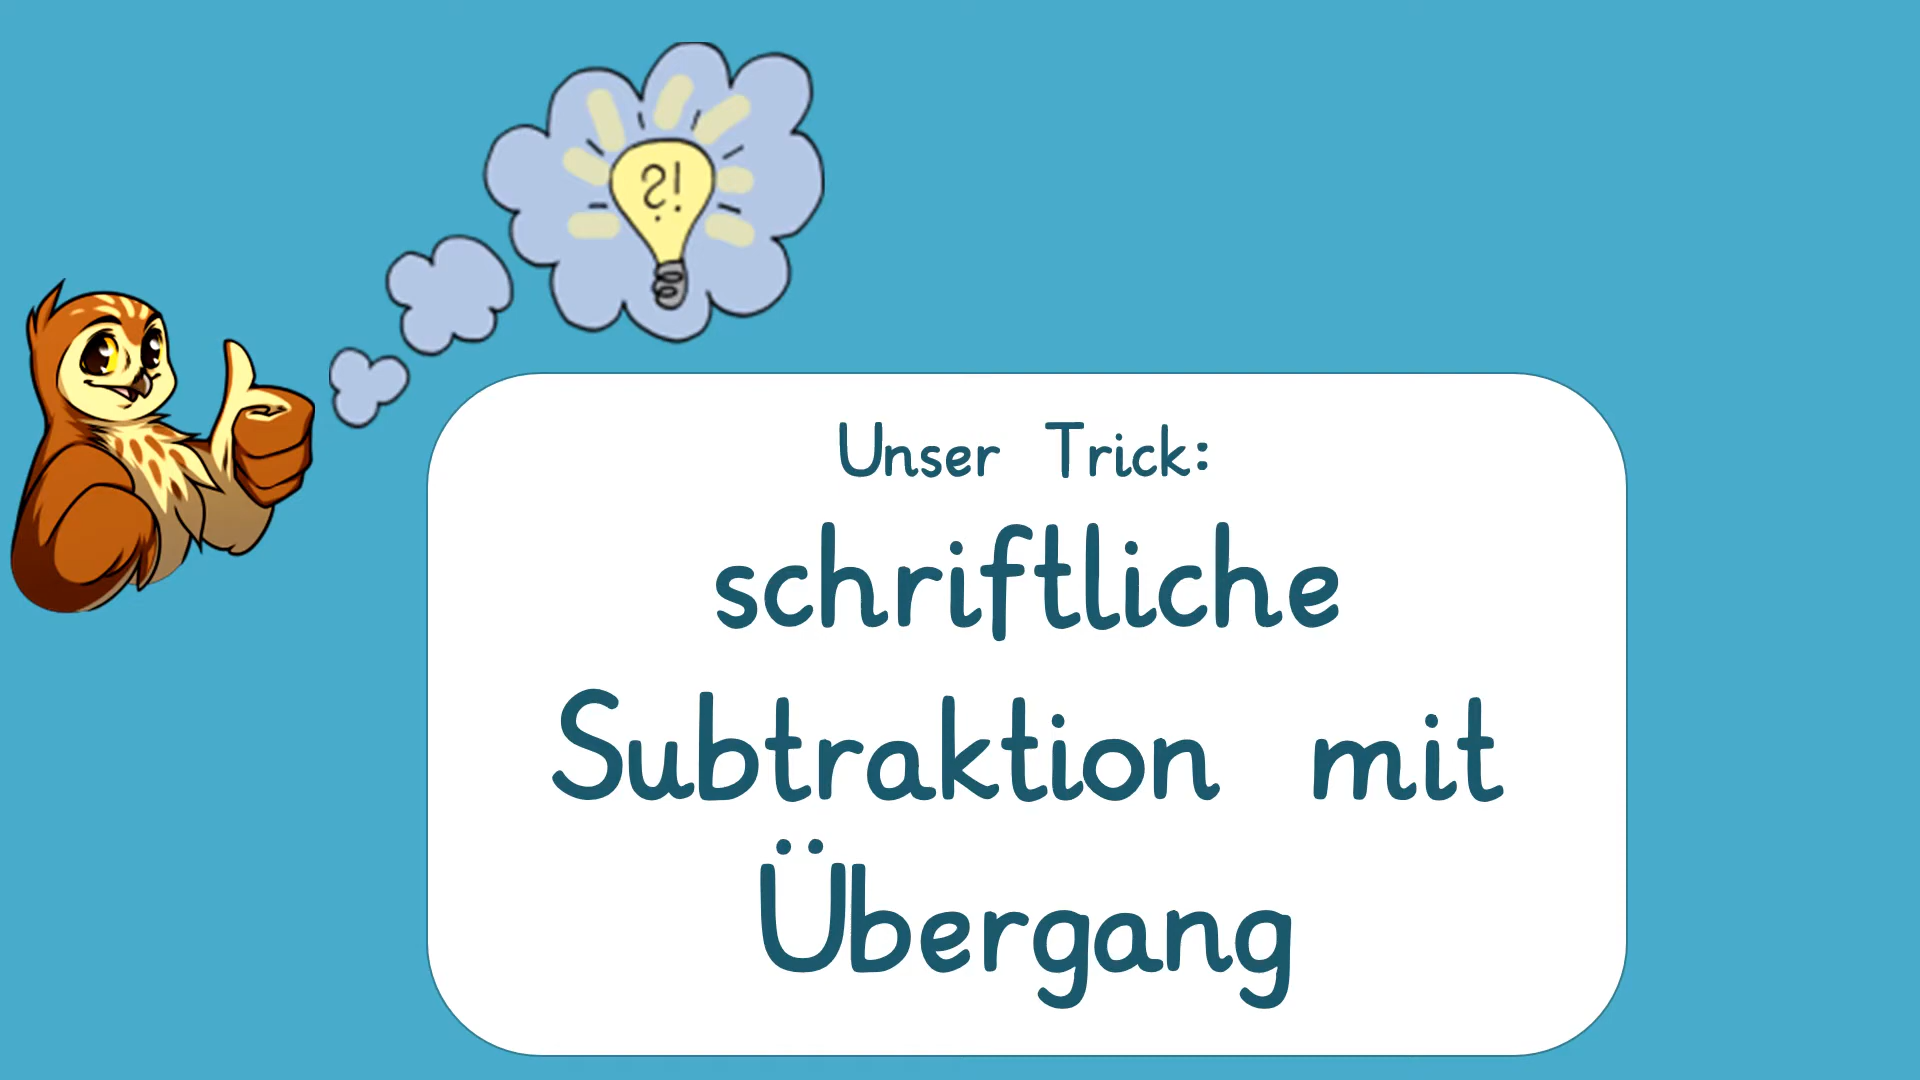 ?!
Unser Trick:
schriftliche
Subtraktion mit
Übergang